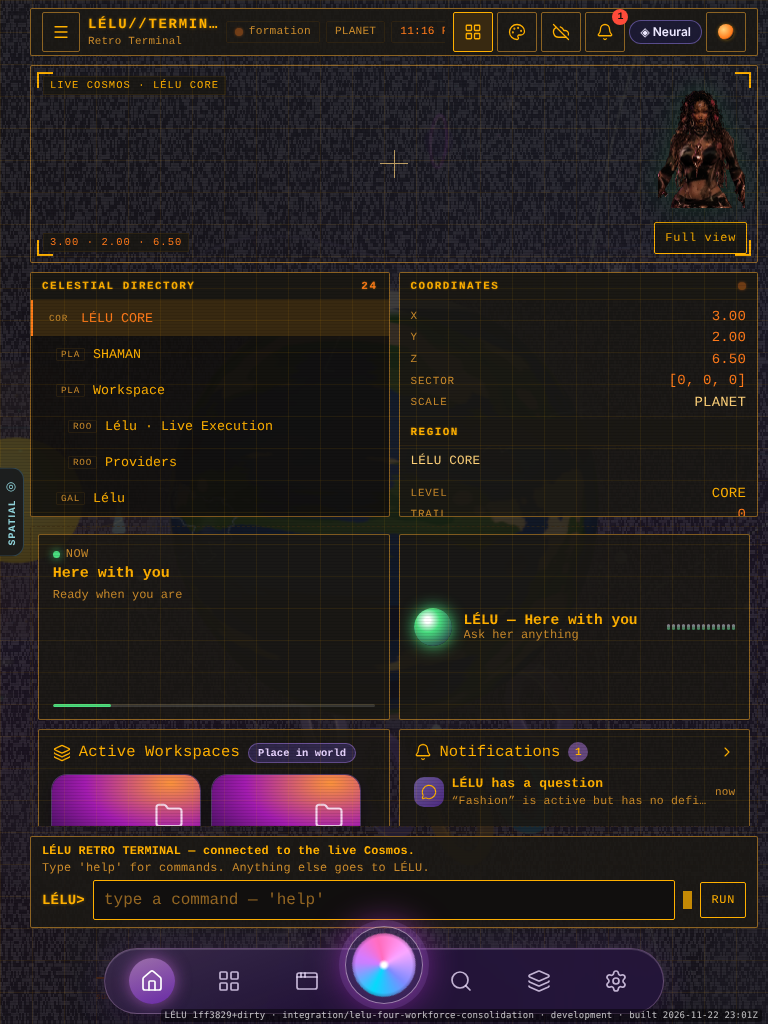 LÉLU//TERMIN…
Retro Terminal
formation
PLANET
11:16
1
◈ Neural
LIVE COSMOS · LÉLU CORE
3.00 · 2.00 · 6.50
Full view
CELESTIAL DIRECTORY
24
COR LÉLU CORE
PLA SHAMAN
PLA Workspace
ROO Lélu · Live Execution
ROO Providers
GAL Lélu
COORDINATES
X 3.00
Y 2.00
Z 6.50
SECTOR [0, 0, 0]
SCALE PLANET
REGION
LÉLU CORE
LEVEL CORE
TRAIL 0
SPATIAL ◎
NOW
Here with you
Ready when you are
LÉLU — Here with you
Ask her anything
Active Workspaces
Place in world
Notifications 1
LÉLU has a question
“Fashion” is active but has no defi…
now
LÉLU RETRO TERMINAL — connected to the live Cosmos.
Type 'help' for commands. Anything else goes to LÉLU.
LÉLU> type a command — 'help'
RUN
LÉLU 1ff3829+dirty · integration/lelu-four-workforce-consolidation · development · built 2026-11-22 23:01Z